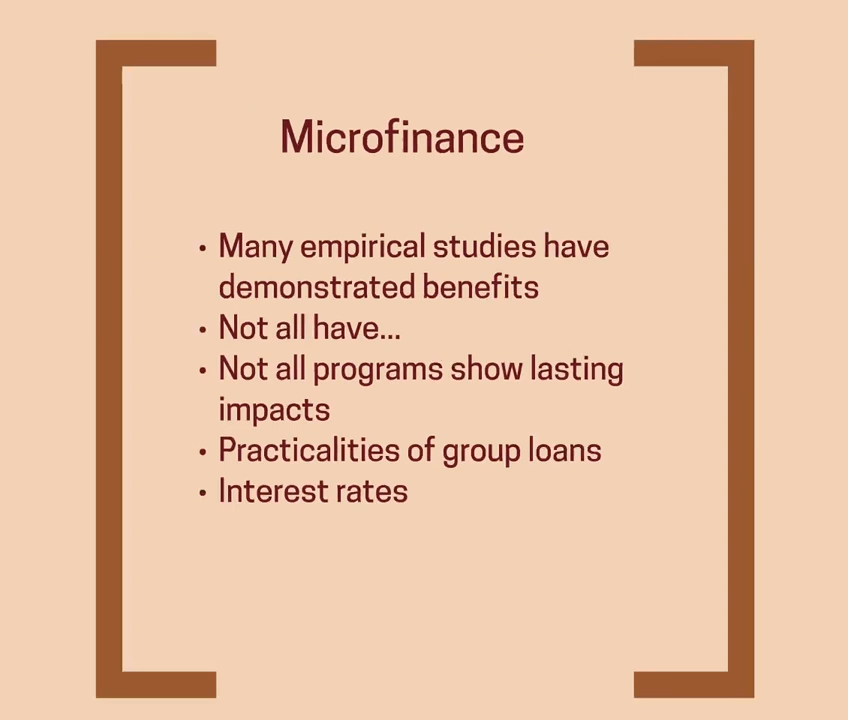 Microfinance
• Many empirical studies have
demonstrated benefits
• Not all have...
• Not all programs show lasting
impacts
• Practicalities of group loans
• Interest rates